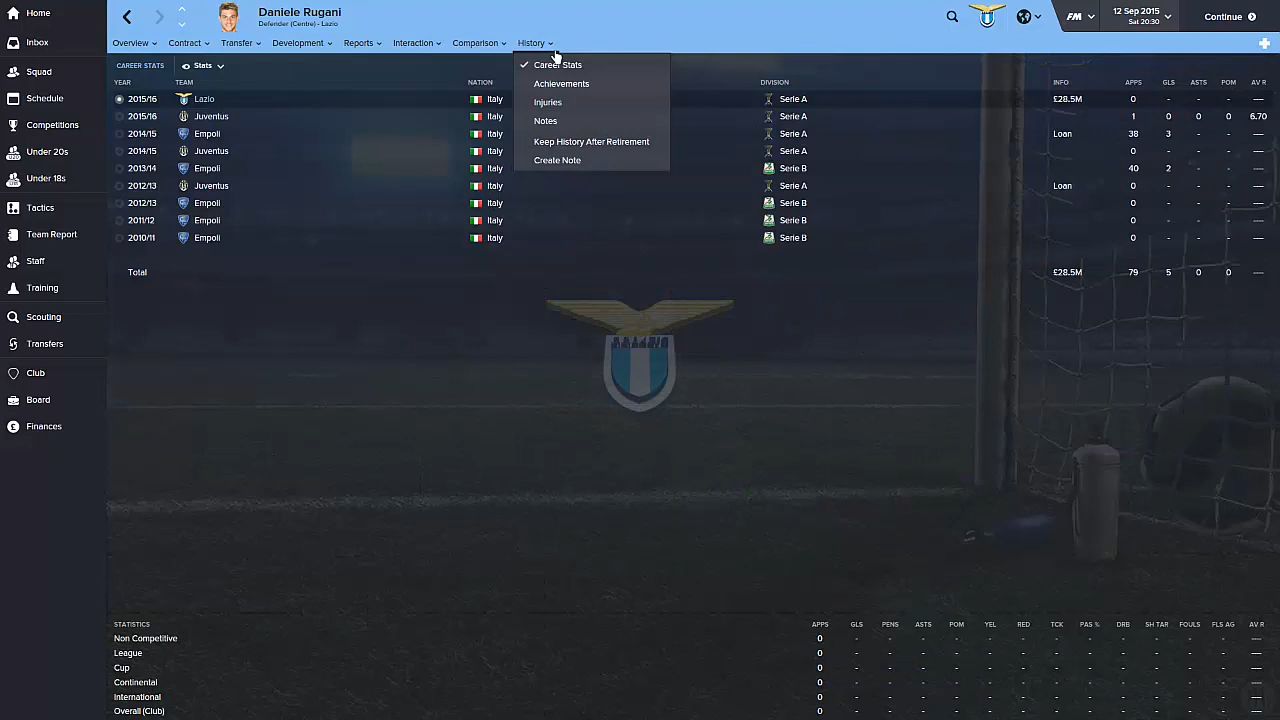 Home
Inbox
Squad
Schedule
Competitions
Under 20s
Under 18s
Tactics
Team Report
Staff
Training
Scouting
Transfers
Club
Board
Finances
Daniele Rugani
Defender (Centre) - Lazio
FM
12 Sep 2015
Sat 20:30
Continue
Overview Contract Transfer Development Reports Interaction Comparison History
Career Stats
Achievements
Injuries
Notes
Keep History After Retirement
Create Note
CAREER STATS Stats
YEAR TEAM NATION DIVISION INFO APPS GLS ASTS POM AV R
2015/16 Lazio Italy Serie A £28.5M 0 - - - ---
2015/16 Juventus Italy Serie A 1 0 0 0 6.70
2014/15 Empoli Italy Serie A Loan 38 3 - - ---
2014/15 Juventus Italy Serie A 0 - - - ---
2013/14 Empoli Italy Serie B 40 2 - - ---
2012/13 Juventus Italy Serie A Loan 0 - - - ---
2012/13 Empoli Italy Serie B 0 - - - ---
2011/12 Empoli Italy Serie B 0 - - - ---
2010/11 Empoli Italy Serie B 0 - - - ---
Total £28.5M 79 5 0 0 ---
S.S.LAZIO
STATISTICS APPS GLS PENS ASTS POM YEL RED TCK PAS % DRB SH TAR FOULS FLS AG AV R
Non Competitive 0 - - - - - - - - - - - - ---
League 0 - - - - - - - - - - - - ---
Cup 0 - - - - - - - - - - - - ---
Continental 0 - - - - - - - - - - - - ---
International 0 - - - - - - - - - - - - ---
Overall (Club) 0 - - - - - - - - - - - - ---